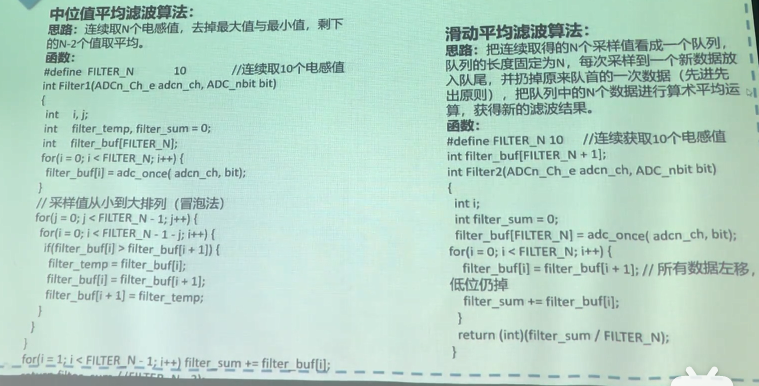 中位值平均滤波算法：
思路：连续取N个电感值，去掉最大值与最小值，剩下
的N-2个值取平均。
函数：
#define FILTER_N 10 //连续取10个电感值
int Filter1(ADCn_Ch_e adcn_ch, ADC_nbit bit)
{
int i, j;
int filter_temp, filter_sum = 0;
int filter_buf[FILTER_N];
for(i = 0; i < FILTER_N; i++) {
filter_buf[i] = adc_once( adcn_ch, bit);
}
// 采样值从小到大排列（冒泡法）
for(j = 0; j < FILTER_N - 1; j++) {
for(i = 0; i < FILTER_N - 1 - j; i++) {
if(filter_buf[i] > filter_buf[i + 1]) {
filter_temp = filter_buf[i];
filter_buf[i] = filter_buf[i + 1];
filter_buf[i + 1] = filter_temp;
}
}
}
for(i = 1; i < FILTER_N - 1; i++) filter_sum += filter_buf[i];
滑动平均滤波算法：
思路：把连续取得的N个采样值看成一个队列，
队列的长度固定为N，每次采样到一个新数据放
入队尾，并扔掉原来队首的一次数据（先进先
出原则），把队列中的N个数据进行算术平均运
算，获得新的滤波结果。
函数：
#define FILTER_N 10 //连续获取10个电感值
int filter_buf[FILTER_N + 1];
int Filter2(ADCn_Ch_e adcn_ch, ADC_nbit bit)
{
int i;
int filter_sum = 0;
filter_buf[FILTER_N] = adc_once( adcn_ch, bit);
for(i = 0; i < FILTER_N; i++) {
filter_buf[i] = filter_buf[i + 1]; // 所有数据左移，
低位仍掉
filter_sum += filter_buf[i];
}
return (int)(filter_sum / FILTER_N);
}